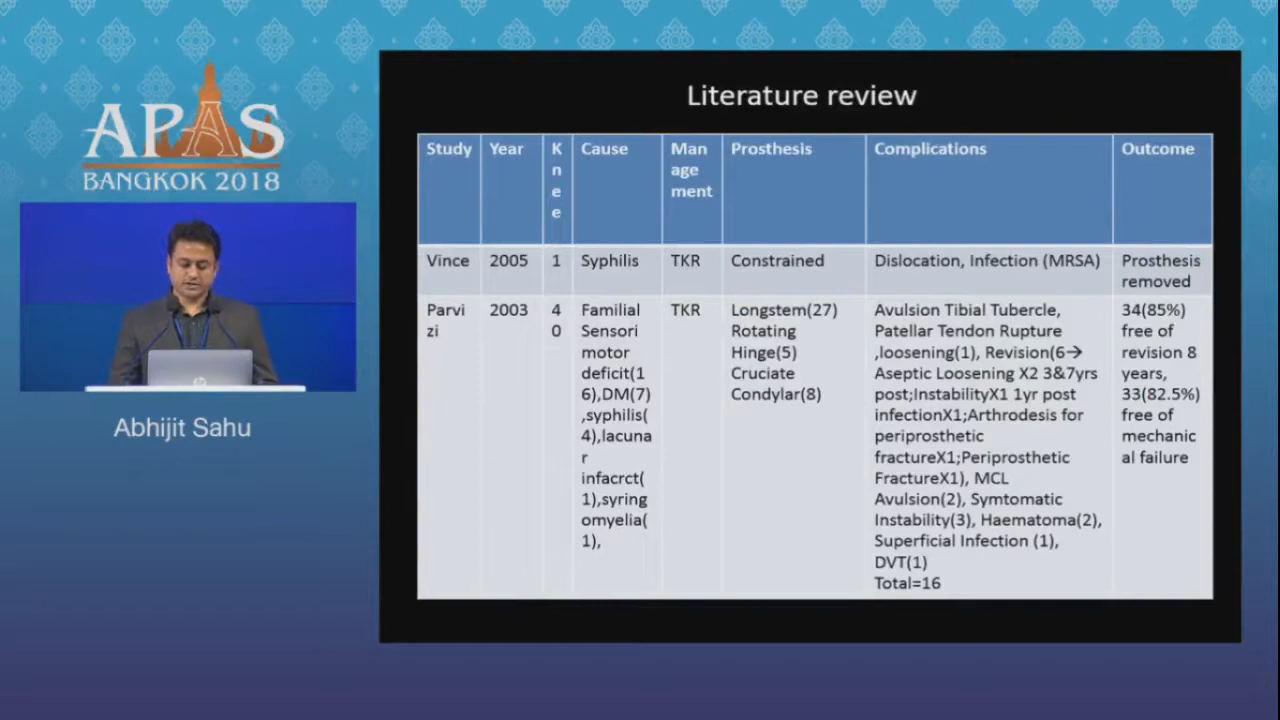 APAS
BANGKOK 2018
Abhijit Sahu
Literature review
Study Year K Cause Man Prosthesis Complications Outcome
n age
e ment
e
Vince 2005 1 Syphilis TKR Constrained Dislocation, Infection (MRSA) Prosthesis
removed
Parvi 2003 4 Familial TKR Longstem(27) Avulsion Tibial Tubercle, 34(85%)
zi 0 Sensori Rotating Patellar Tendon Rupture free of
motor Hinge(5) ,loosening(1), Revision(6→ revision 8
deficit(1 Cruciate Aseptic Loosening X2 3&7yrs years,
6),DM(7) Condylar(8) post;InstabilityX1 1yr post 33(82.5%)
,syphilis( infectionX1;Arthrodesis for free of
4),lacuna periprosthetic mechanic
r fractureX1;Periprosthetic al failure
infacrct( FractureX1), MCL
1),syring Avulsion(2), Symtomatic
omyelia( Instability(3), Haematoma(2),
1), Superficial Infection (1),
DVT(1)
Total=16